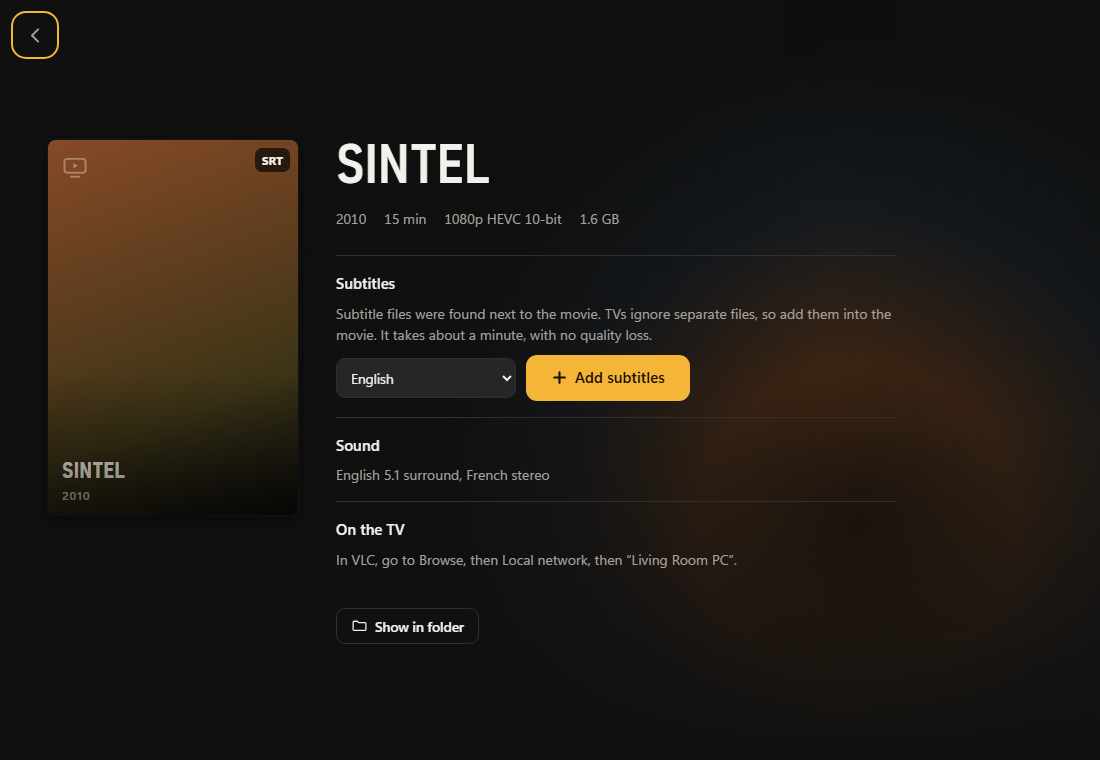 SRT
SINTEL
2010
SINTEL
2010 15 min 1080p HEVC 10-bit 1.6 GB
Subtitles
Subtitle files were found next to the movie. TVs ignore separate files, so add them into the
movie. It takes about a minute, with no quality loss.
English
Add subtitles
Sound
English 5.1 surround, French stereo
On the TV
In VLC, go to Browse, then Local network, then “Living Room PC”.
Show in folder